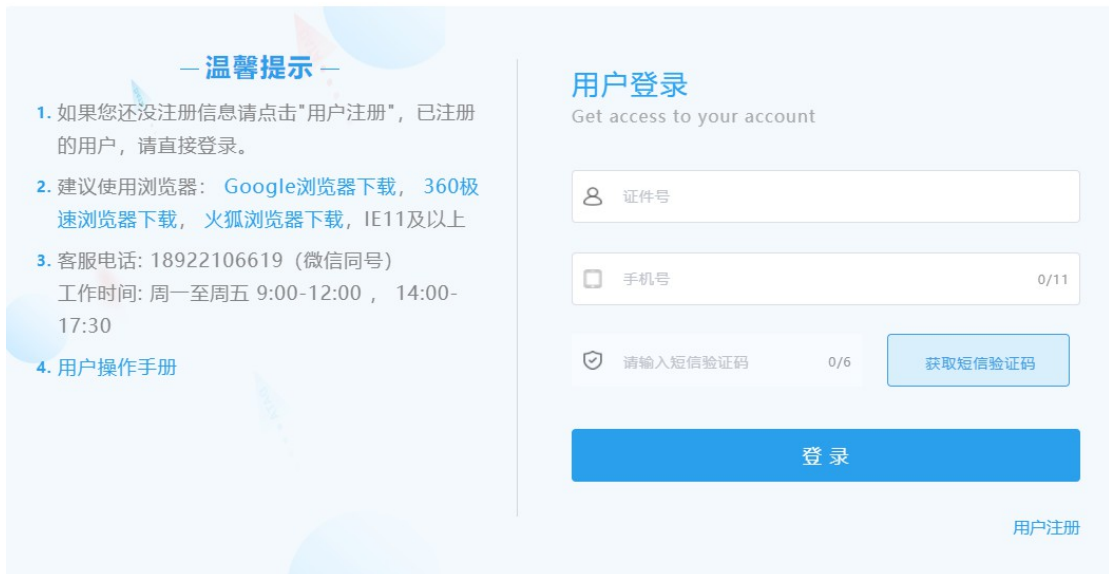 温馨提示
1. 如果您还没注册信息请点击"用户注册"，已注册
的用户，请直接登录。
2. 建议使用浏览器： Google浏览器下载， 360极
速浏览器下载， 火狐浏览器下载，IE11及以上
3. 客服电话: 18922106619（微信同号）
工作时间: 周一至周五 9:00-12:00 ， 14:00-
17:30
4. 用户操作手册
用户登录
Get access to your account
证件号
手机号 0/11
请输入短信验证码 0/6 获取短信验证码
登 录
用户注册